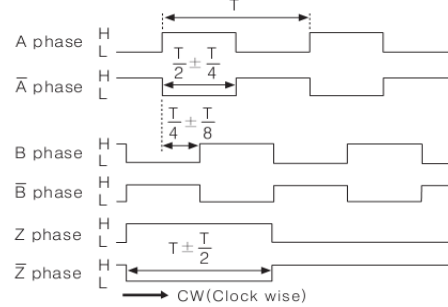 T
A phase H
L
T/2 ± T/4
A̅ phase H
L
T/4 ± T/8
B phase H
L
B̅ phase H
L
Z phase H
L
T ± T/2
Z̅ phase H
L
CW(Clock wise)